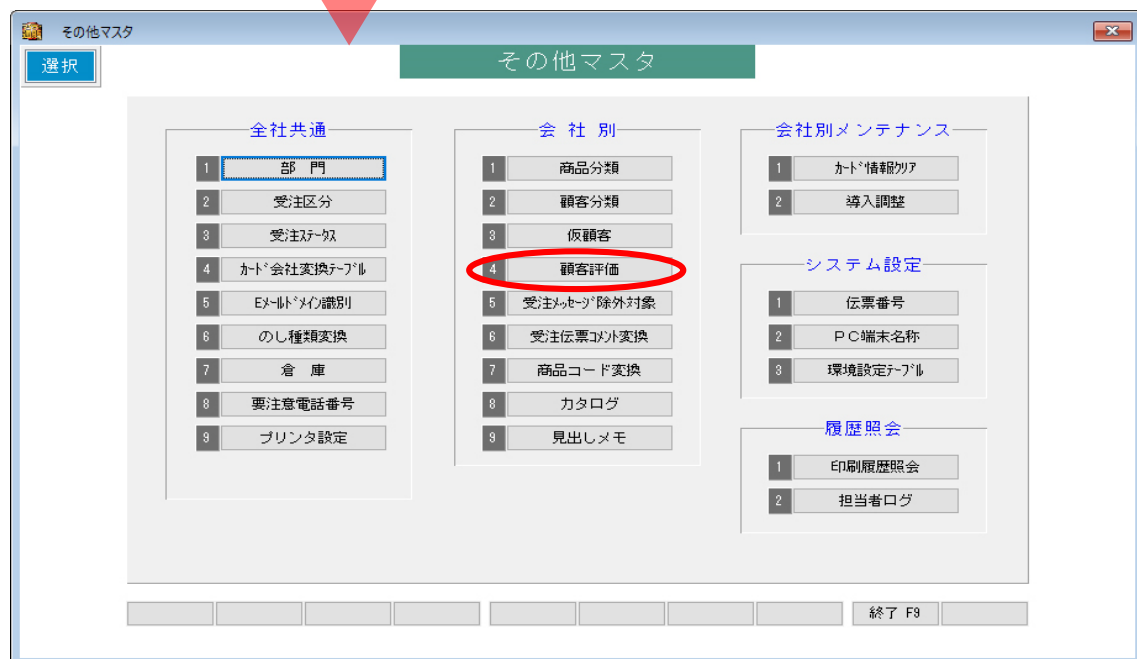 その他マスタ
選択
その他マスタ
全社共通
1 部 門
2 受注区分
3 受注ｽﾃｰﾀｽ
4 ｶｰﾄﾞ会社変換ﾃｰﾌﾞﾙ
5 Eﾒｰﾙﾄﾞﾒｲﾝ識別
6 のし種類変換
7 倉 庫
8 要注意電話番号
9 プリンタ設定
会 社 別
1 商品分類
2 顧客分類
3 仮顧客
4 顧客評価
5 受注ﾒｯｾｰｼﾞ除外対象
6 受注伝票ｺﾒﾝﾄ変換
7 商品コード変換
8 カタログ
9 見出しメモ
会社別メンテナンス
1 ｶｰﾄﾞ情報ｸﾘｱ
2 導入調整
システム設定
1 伝票番号
2 ＰＣ端末名称
3 環境設定ﾃｰﾌﾞﾙ
履歴照会
1 印刷履歴照会
2 担当者ログ
終了 F9